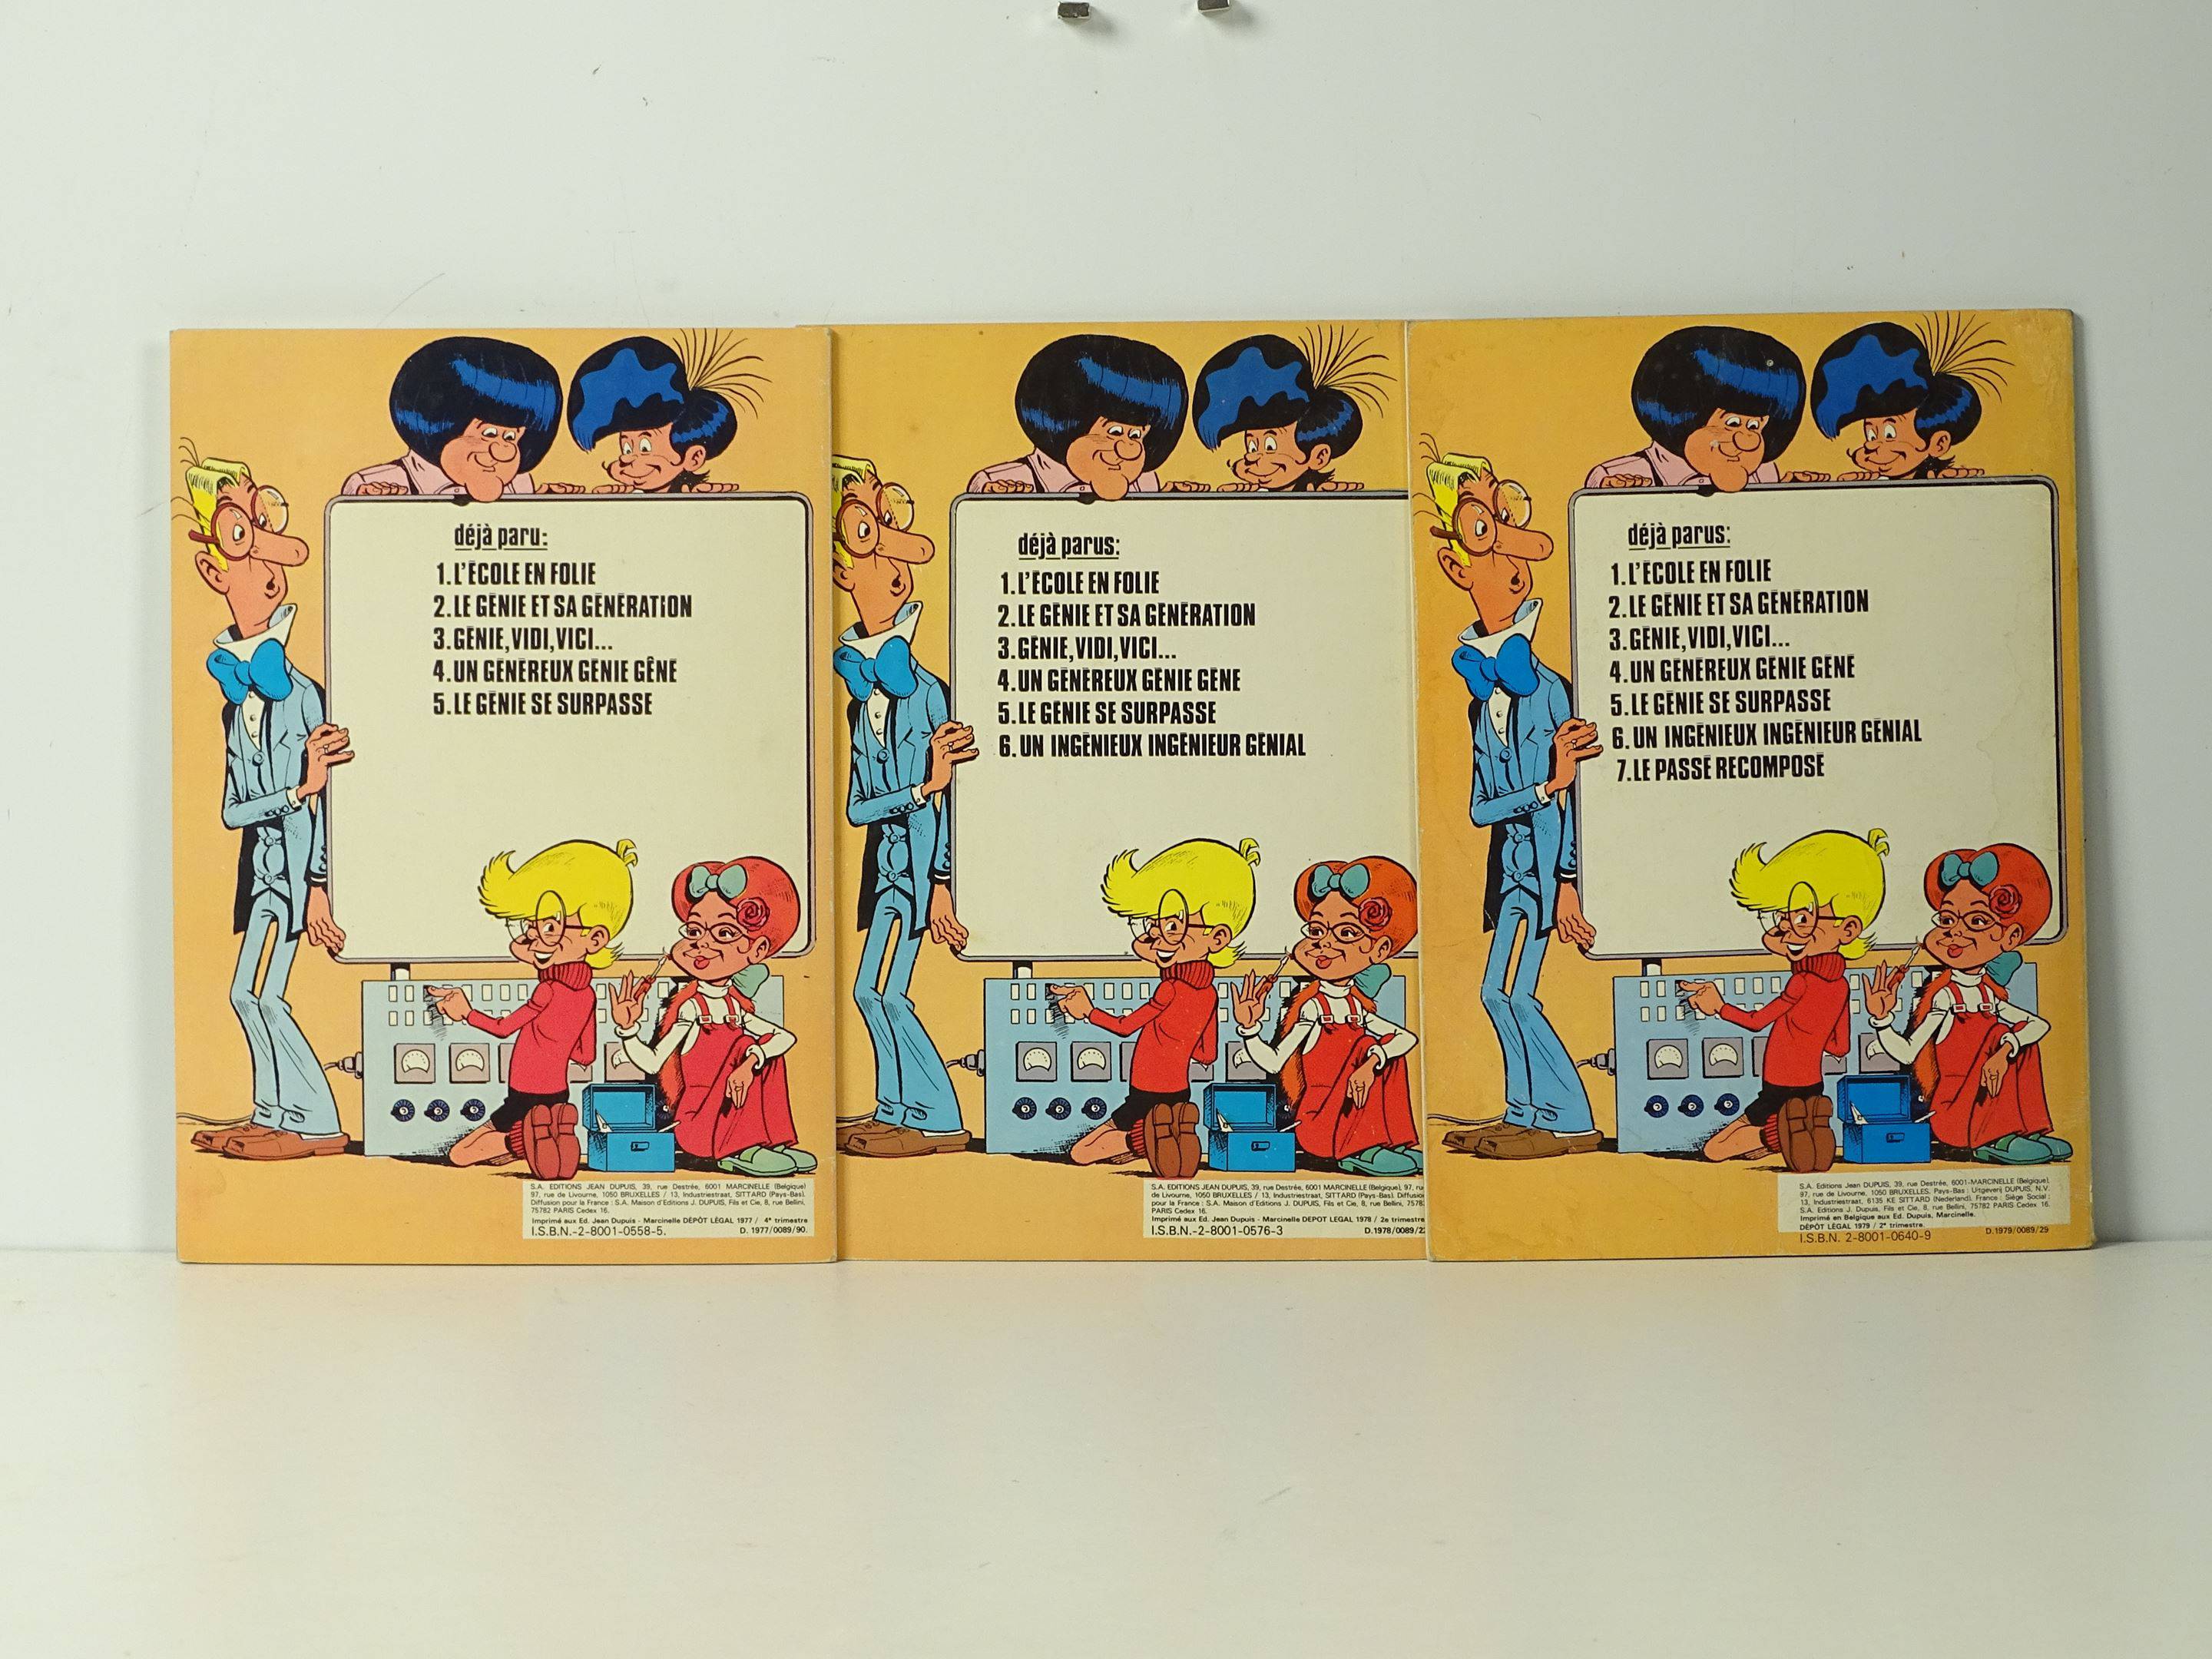 déjà paru:
1. L'ÉCOLE EN FOLIE
2. LE GÉNIE ET SA GÉNÉRATION
3. GÉNIE, VIDI, VICI...
4. UN GÉNÉREUX GÉNIE GÊNÉ
5. LE GÉNIE SE SURPASSE
S.A. EDITIONS JEAN DUPUIS, 39, rue Destrée, 6001 MARCINELLE (Belgique)
97, rue de Livourne, 1050 BRUXELLES / 13, Industriestraat, SITTARD (Pays-Bas).
Diffusion pour la France : S.A. Maison d'Editions J. DUPUIS, Fils et Cie, 8, rue Bellini,
75782 PARIS Cedex 16.
Imprimé aux Ed. Jean Dupuis - Marcinelle DÉPÔT LÉGAL 1977 / 4e trimestre
I.S.B.N.-2-8001-0558-5. D. 1977/0089/90.
déjà parus:
1. L'ÉCOLE EN FOLIE
2. LE GÉNIE ET SA GÉNÉRATION
3. GÉNIE, VIDI, VICI...
4. UN GÉNÉREUX GÉNIE GÉNÉ
5. LE GÉNIE SE SURPASSE
6. UN INGÉNIEUX INGÉNIEUR GÉNIAL
S.A. EDITIONS JEAN DUPUIS, 39, rue Destrée, 6001 MARCINELLE (Belgique), 97, ru
de Livourne, 1050 BRUXELLES / 13, Industriestraat, SITTARD (Pays-Bas). Diffusion
pour la France : S.A. Maison d'Editions J. DUPUIS, Fils et Cie, 8, rue Bellini, 7578
PARIS Cedex 16.
Imprimé aux Ed. Jean Dupuis - Marcinelle DEPOT LEGAL 1978 / 2e trimestre
I.S.B.N.-2-8001-0576-3 D.1978/0089/2
déjà parus:
1. L'ÉCOLE EN FOLIE
2. LE GÉNIE ET SA GÉNÉRATION
3. GÉNIE, VIDI, VICI...
4. UN GÉNÉREUX GÉNIE GÉNÉ
5. LE GÉNIE SE SURPASSE
6. UN INGÉNIEUX INGÉNIEUR GÉNIAL
7. LE PASSÉ RECOMPOSÉ
S.A. Editions Jean DUPUIS, 39, rue Destrée, 6001-MARCINELLE (Belgique).
97, rue de Livourne, 1050 BRUXELLES. Pays-Bas : Uitgeverij DUPUIS, N.V.
13, Industriestraat, 6135 KE SITTARD (Nederland). France : Siège Social :
S.A. Editions J. Dupuis, Fils et Cie, 8, rue Bellini, 75782 PARIS Cedex 16.
Imprimé en Belgique aux Ed. Dupuis, Marcinelle.
DÉPÔT LÉGAL 1979 / 2e trimestre.
I.S.B.N. 2-8001-0640-9 D.1979/0089/29